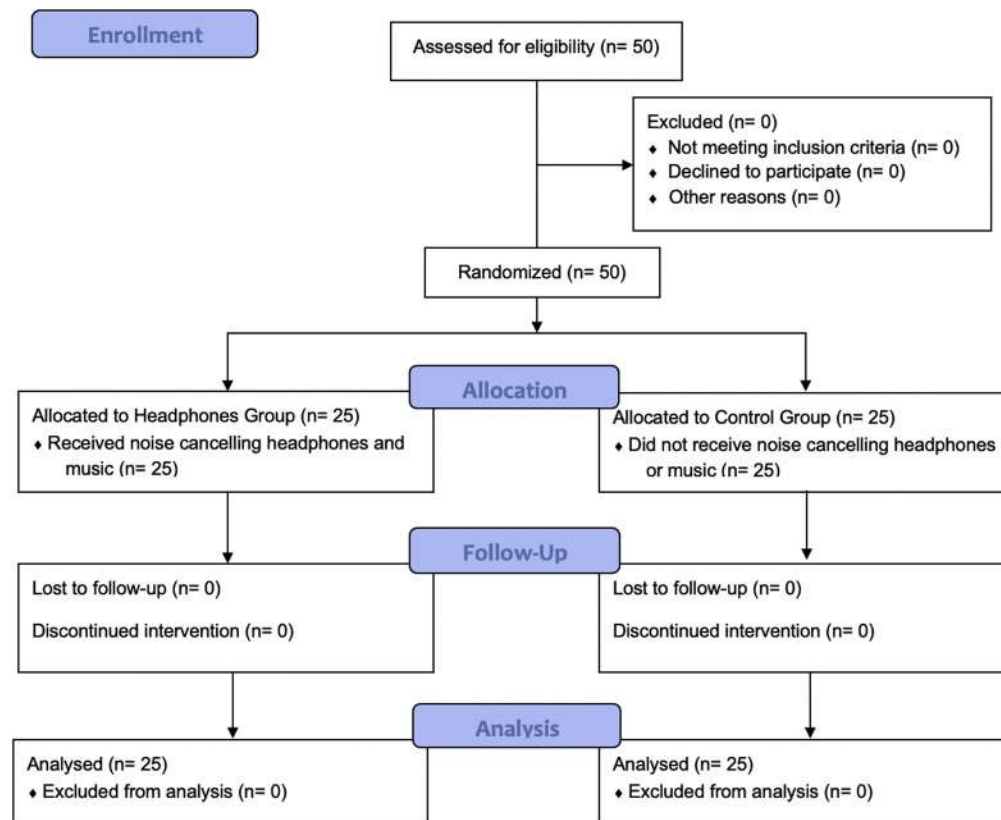 Enrollment
Assessed for eligibility (n= 50)
Excluded (n= 0)
♦ Not meeting inclusion criteria (n= 0)
♦ Declined to participate (n= 0)
♦ Other reasons (n= 0)
Randomized (n= 50)
Allocation
Allocated to Headphones Group (n= 25)
♦ Received noise cancelling headphones and
music (n= 25)
Allocated to Control Group (n= 25)
♦ Did not receive noise cancelling headphones
or music (n= 25)
Follow-Up
Lost to follow-up (n= 0)
Discontinued intervention (n= 0)
Lost to follow-up (n= 0)
Discontinued intervention (n= 0)
Analysis
Analysed (n= 25)
♦ Excluded from analysis (n= 0)
Analysed (n= 25)
♦ Excluded from analysis (n= 0)